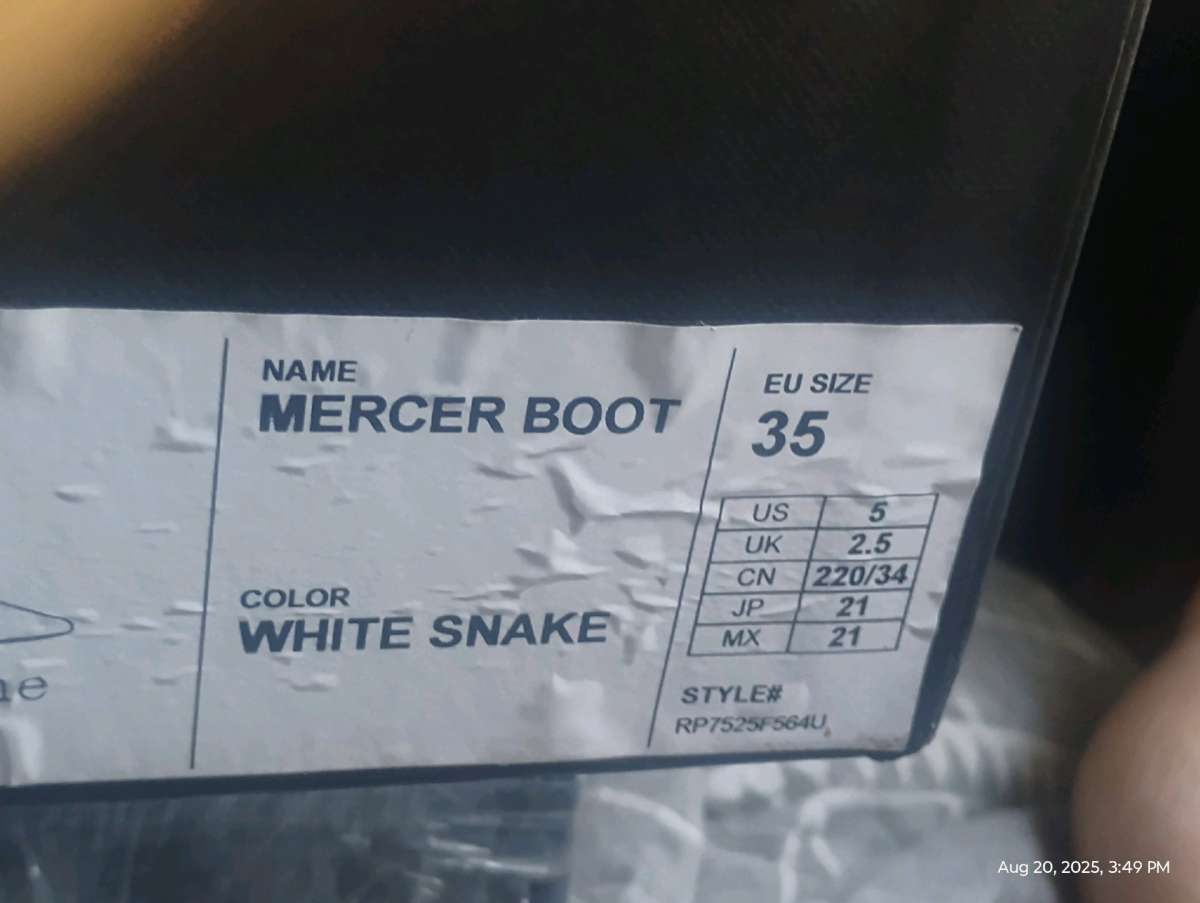 NAME
MERCER BOOT
COLOR
WHITE SNAKE
EU SIZE
35
US 5
UK 2.5
CN 220/34
JP 21
MX 21
STYLE#
RP7525F564U
Aug 20, 2025, 3:49 PM